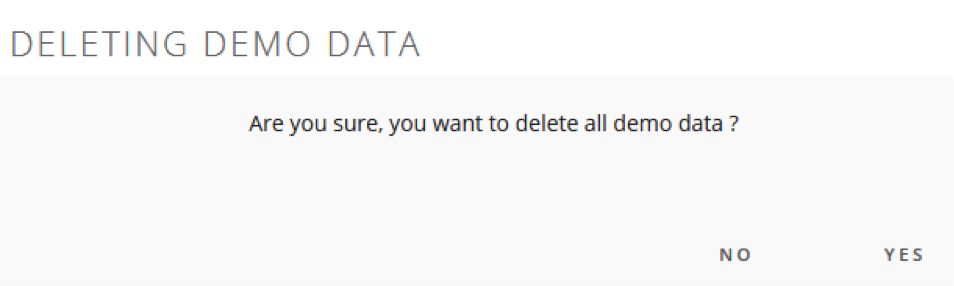 DELETING DEMO DATA
Are you sure, you want to delete all demo data ?
NO YES